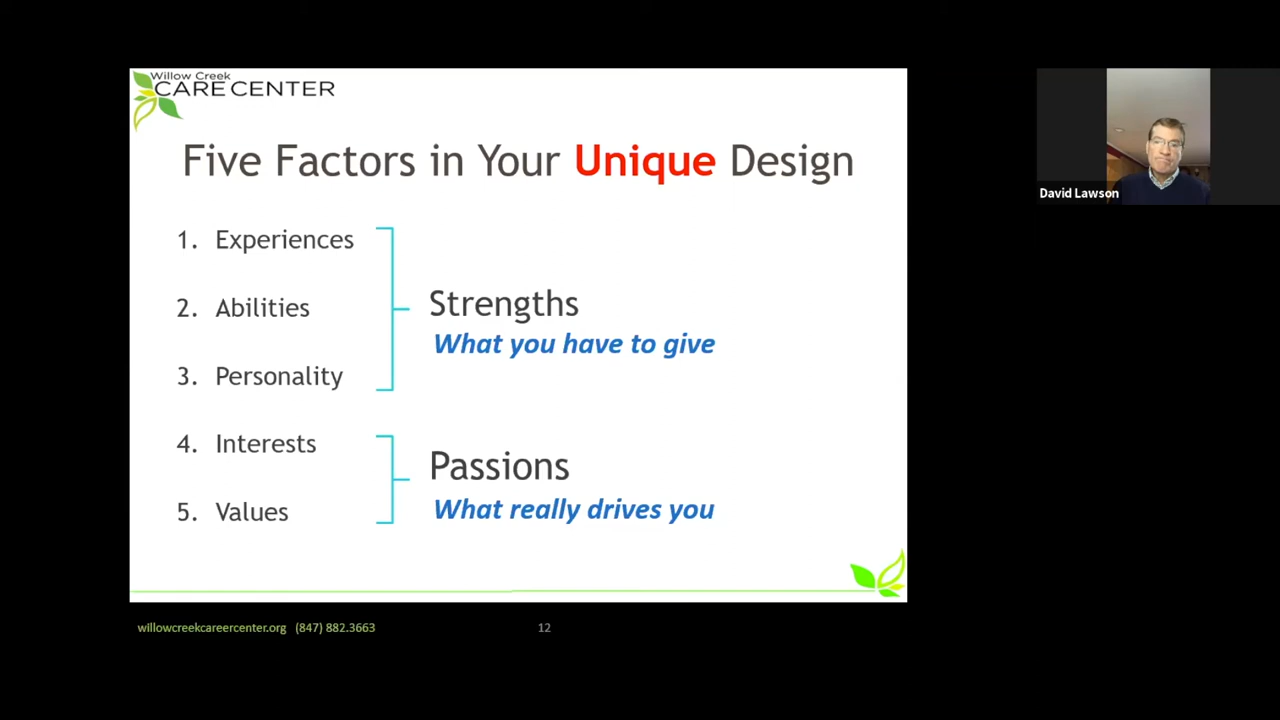 Willow Creek
CARE CENTER
Five Factors in Your Unique Design
1. Experiences
2. Abilities
3. Personality
Strengths
What you have to give
4. Interests
5. Values
Passions
What really drives you
willowcreekcareercenter.org (847) 882.3663
12
David Lawson